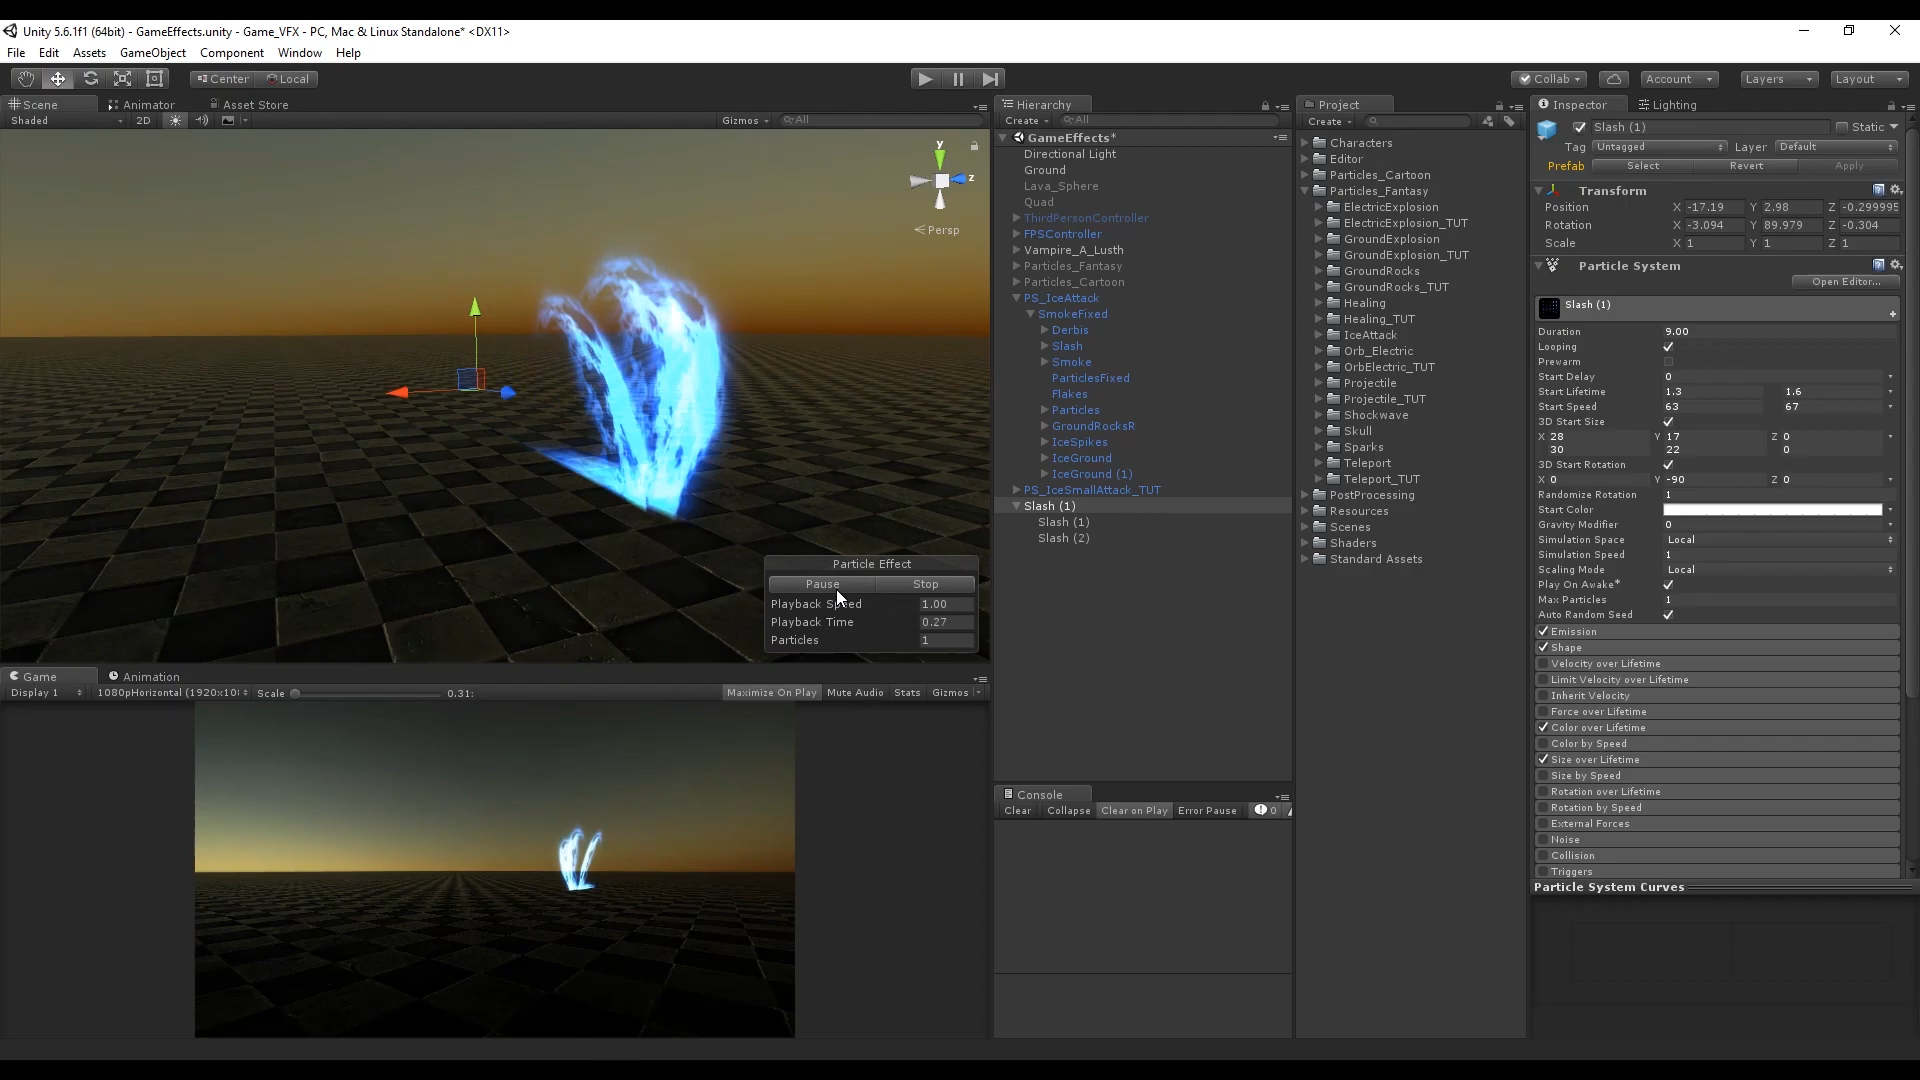 Unity 5.6.1f1 (64bit) - GameEffects.unity - Game_VFX - PC, Mac & Linux Standalone* <DX11>
File Edit Assets GameObject Component Window Help
Center Local
Collab Account Layers Layout
Scene Animator Asset Store
Shaded 2D Gizmos All
y
z
Persp
Particle Effect
Pause Stop
Playback Speed 1.00
Playback Time 0.27
Particles 1
Game Animation
Display 1 1080pHorizontal (1920x10 Scale 0.31: Maximize On Play Mute Audio Stats Gizmos
Hierarchy
Create All
GameEffects*
Directional Light
Ground
Lava_Sphere
Quad
ThirdPersonController
FPSController
Vampire_A_Lusth
Particles_Fantasy
Particles_Cartoon
PS_IceAttack
SmokeFixed
Derbis
Slash
Smoke
ParticlesFixed
Flakes
Particles
GroundRocksR
IceSpikes
IceGround
IceGround (1)
PS_IceSmallAttack_TUT
Slash (1)
Slash (1)
Slash (2)
Console
Clear Collapse Clear on Play Error Pause 0
Project
Create
Characters
Editor
Particles_Cartoon
Particles_Fantasy
ElectricExplosion
ElectricExplosion_TUT
GroundExplosion
GroundExplosion_TUT
GroundRocks
GroundRocks_TUT
Healing
Healing_TUT
IceAttack
Orb_Electric
OrbElectric_TUT
Projectile
Projectile_TUT
Shockwave
Skull
Sparks
Teleport
Teleport_TUT
PostProcessing
Resources
Scenes
Shaders
Standard Assets
Inspector Lighting
Slash (1) Static
Tag Untagged Layer Default
Prefab Select Revert Apply
Transform
Position X -17.19 Y 2.98 Z -0.299995
Rotation X -3.094 Y 89.979 Z -0.304
Scale X 1 Y 1 Z 1
Particle System
Open Editor...
Slash (1)
Duration 9.00
Looping
Prewarm
Start Delay 0
Start Lifetime 1.3 1.6
Start Speed 63 67
3D Start Size
X 28 Y 17 Z 0
30 22 0
3D Start Rotation
X 0 Y -90 Z 0
Randomize Rotation 1
Start Color
Gravity Modifier 0
Simulation Space Local
Simulation Speed 1
Scaling Mode Local
Play On Awake*
Max Particles 1
Auto Random Seed
Emission
Shape
Velocity over Lifetime
Limit Velocity over Lifetime
Inherit Velocity
Force over Lifetime
Color over Lifetime
Color by Speed
Size over Lifetime
Size by Speed
Rotation over Lifetime
Rotation by Speed
External Forces
Noise
Collision
Triggers
Particle System Curves